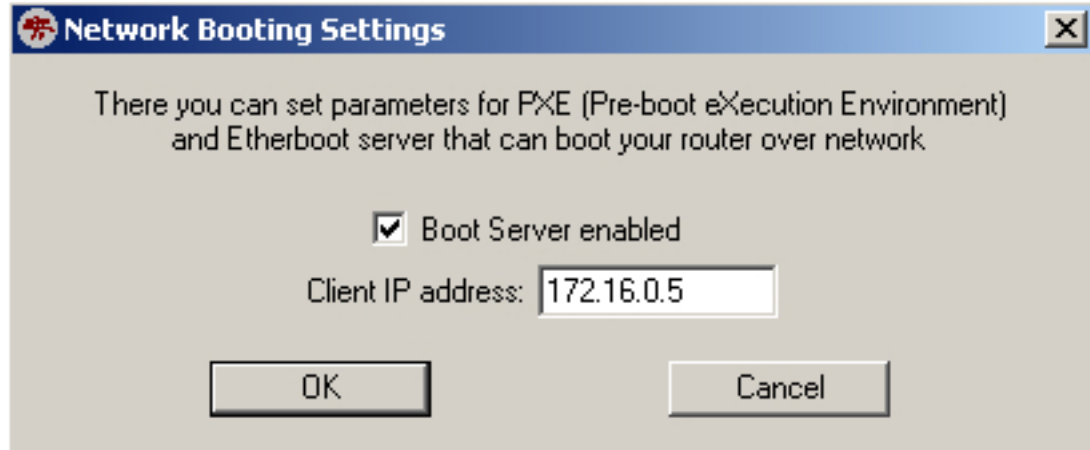 Network Booting Settings
There you can set parameters for PXE (Pre-boot eXecution Environment)
and Etherboot server that can boot your router over network
Boot Server enabled
Client IP address: 172.16.0.5
OK Cancel